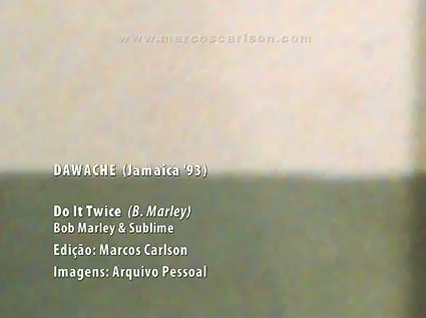 www.marcoscarlson.com
DAWACHE (Jamaica '93)
Do It Twice (B. Marley)
Bob Marley & Sublime
Edição: Marcos Carlson
Imagens: Arquivo Pessoal